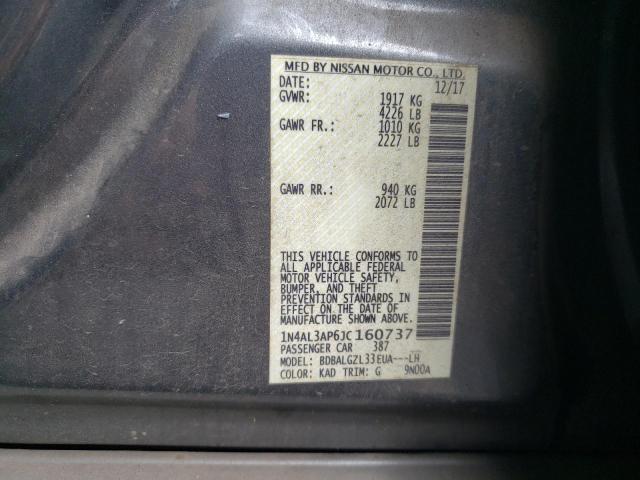 MFD BY NISSAN MOTOR CO., LTD.
DATE: 12/17
GVWR: 1917 KG
4226 LB
GAWR FR.: 1010 KG
2227 LB
GAWR RR.: 940 KG
2072 LB
THIS VEHICLE CONFORMS TO
ALL APPLICABLE FEDERAL
MOTOR VEHICLE SAFETY,
BUMPER, AND THEFT
PREVENTION STANDARDS IN
EFFECT ON THE DATE OF
MANUFACTURE SHOWN ABOVE.
1N4AL3AP6JC160737
PASSENGER CAR 387
MODEL: BDBALGZL33EUA---LH
COLOR: KAD TRIM: G 9N00A